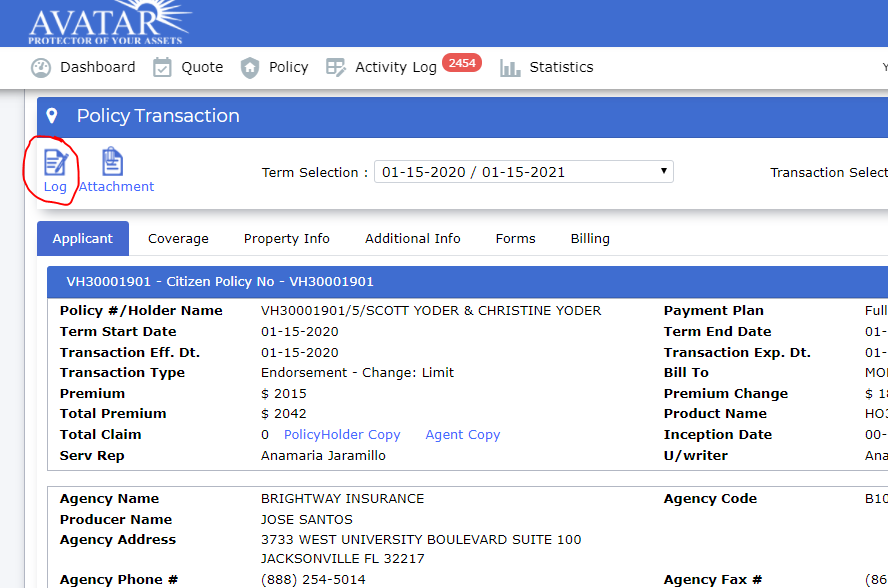 AVATAR
PROTECTOR OF YOUR ASSETS
Dashboard Quote Policy Activity Log 2454 Statistics
Policy Transaction
Log Attachment Term Selection : 01-15-2020 / 01-15-2021 Transaction Select
Applicant Coverage Property Info Additional Info Forms Billing
VH30001901 - Citizen Policy No - VH30001901
Policy #/Holder Name VH30001901/5/SCOTT YODER & CHRISTINE YODER Payment Plan Full
Term Start Date 01-15-2020 Term End Date 01-
Transaction Eff. Dt. 01-15-2020 Transaction Exp. Dt. 01-
Transaction Type Endorsement - Change: Limit Bill To MO
Premium $ 2015 Premium Change $ 18
Total Premium $ 2042 Product Name HO3
Total Claim 0 PolicyHolder Copy Agent Copy Inception Date 00-
Serv Rep Anamaria Jaramillo U/writer Ana
Agency Name BRIGHTWAY INSURANCE Agency Code B10
Producer Name JOSE SANTOS
Agency Address 3733 WEST UNIVERSITY BOULEVARD SUITE 100
JACKSONVILLE FL 32217
Agency Phone # (888) 254-5014 Agency Fax # (86